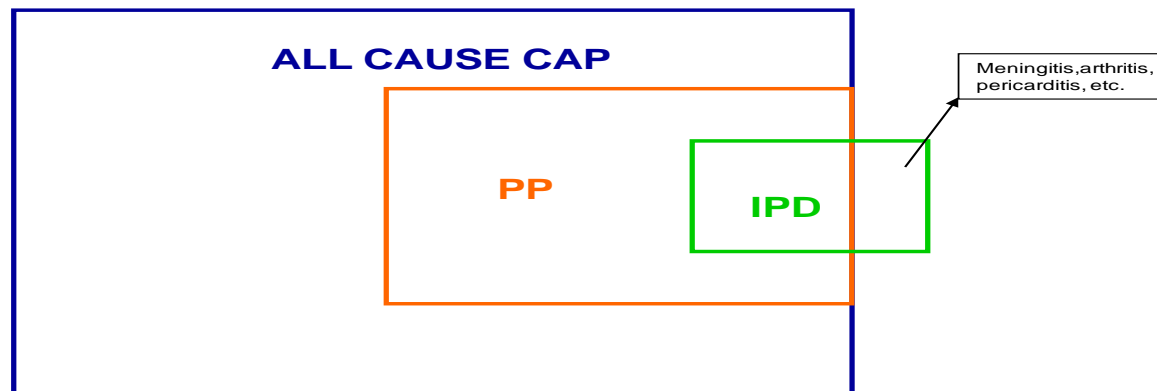 ALL CAUSE CAP
Meningitis,arthritis,
pericarditis, etc.
PP
IPD